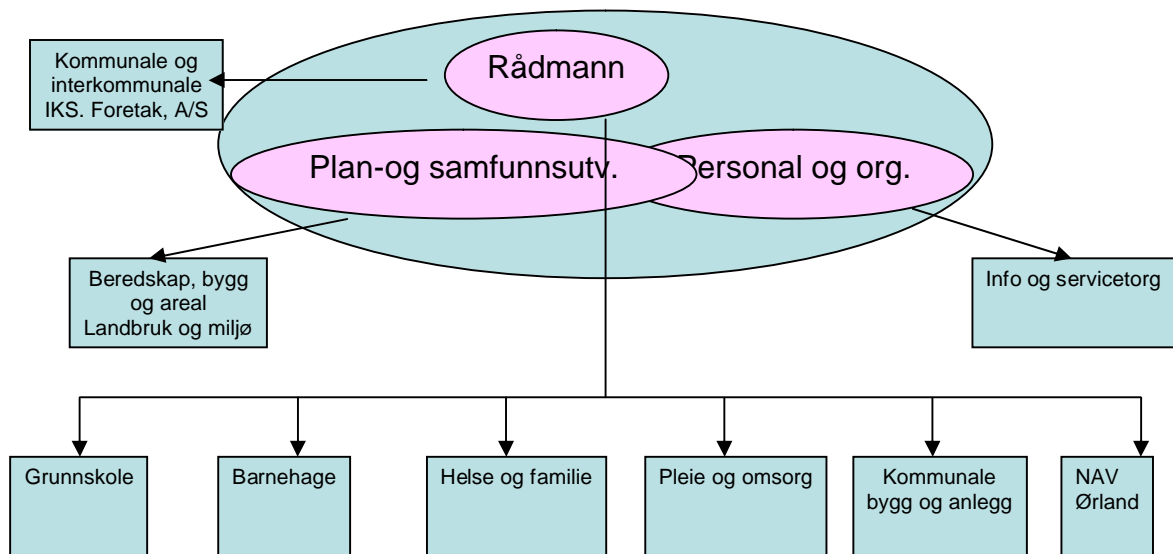 Kommunale og
interkommunale
IKS. Foretak, A/S
Rådmann
Plan-og samfunnsutv.
Personal og org.
Beredskap, bygg
og areal
Landbruk og miljø
Info og servicetorg
Grunnskole
Barnehage
Helse og familie
Pleie og omsorg
Kommunale
bygg og anlegg
NAV
Ørland